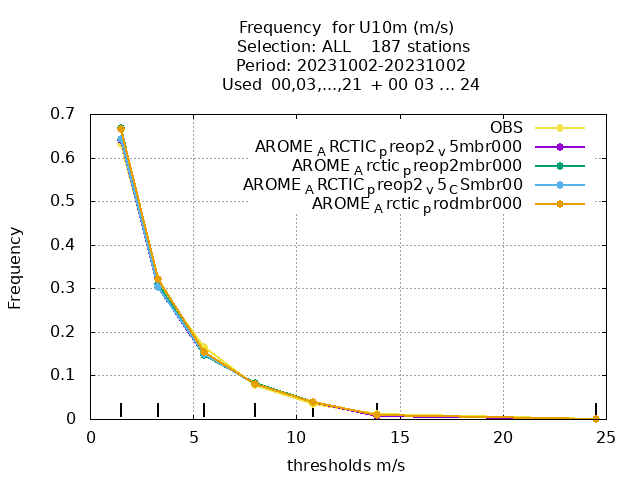 Frequency  for U10m (m/s)
Selection: ALL    187 stations
Period: 20231002-20231002
Used  00,03,...,21  + 00 03 ... 24
0.7
0.6
0.5
0.4
0.3
0.2
0.1
0
Frequency
OBS
AROME_ARCTIC_preop2_v5mbr000
AROME_Arctic_preop2mbr000
AROME_ARCTIC_preop2_v5_CSmbr00
AROME_Arctic_prodmbr000
0 5 10 15 20 25
thresholds m/s